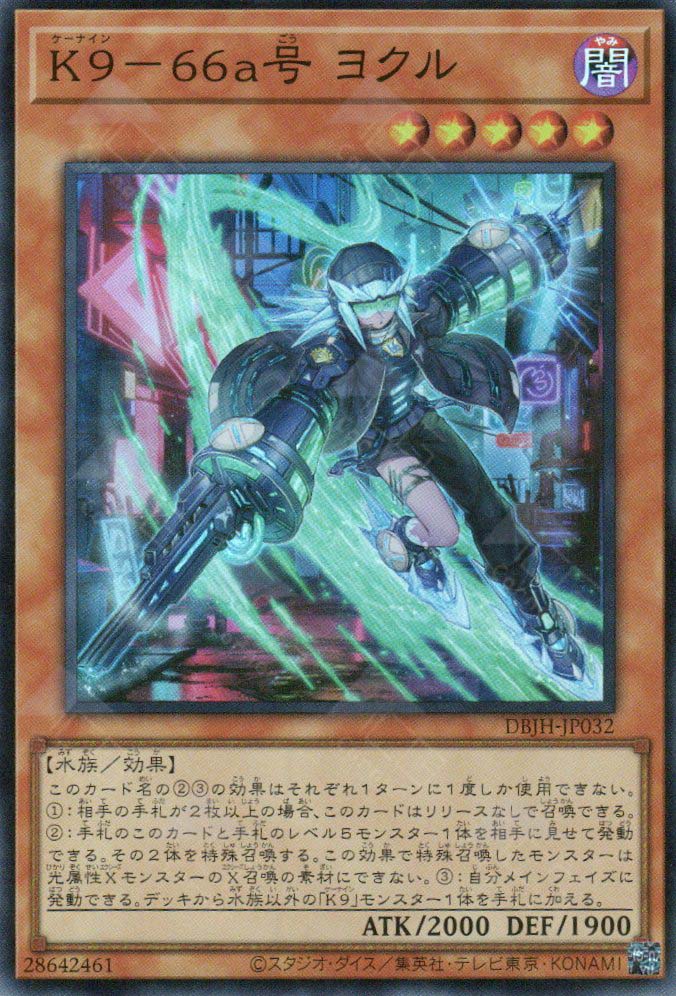 K9－66a号 ヨクル
ケーナイン ごう
闇
やみ
DBJH-JP032
【水族／効果】
このカード名の②③の効果はそれぞれ１ターンに１度しか使用できない。
①：相手の手札が２枚以上の場合、このカードはリリースなしで召喚できる。
②：手札のこのカードと手札のレベル５モンスター１体を相手に見せて発動
できる。その２体を特殊召喚する。この効果で特殊召喚したモンスターは
光属性ＸモンスターのＸ召喚の素材にできない。③：自分メインフェイズに
発動できる。デッキから水族以外の「K9」モンスター１体を手札に加える。
ATK/2000 DEF/1900
28642461
©スタジオ・ダイス／集英社・テレビ東京・KONAMI